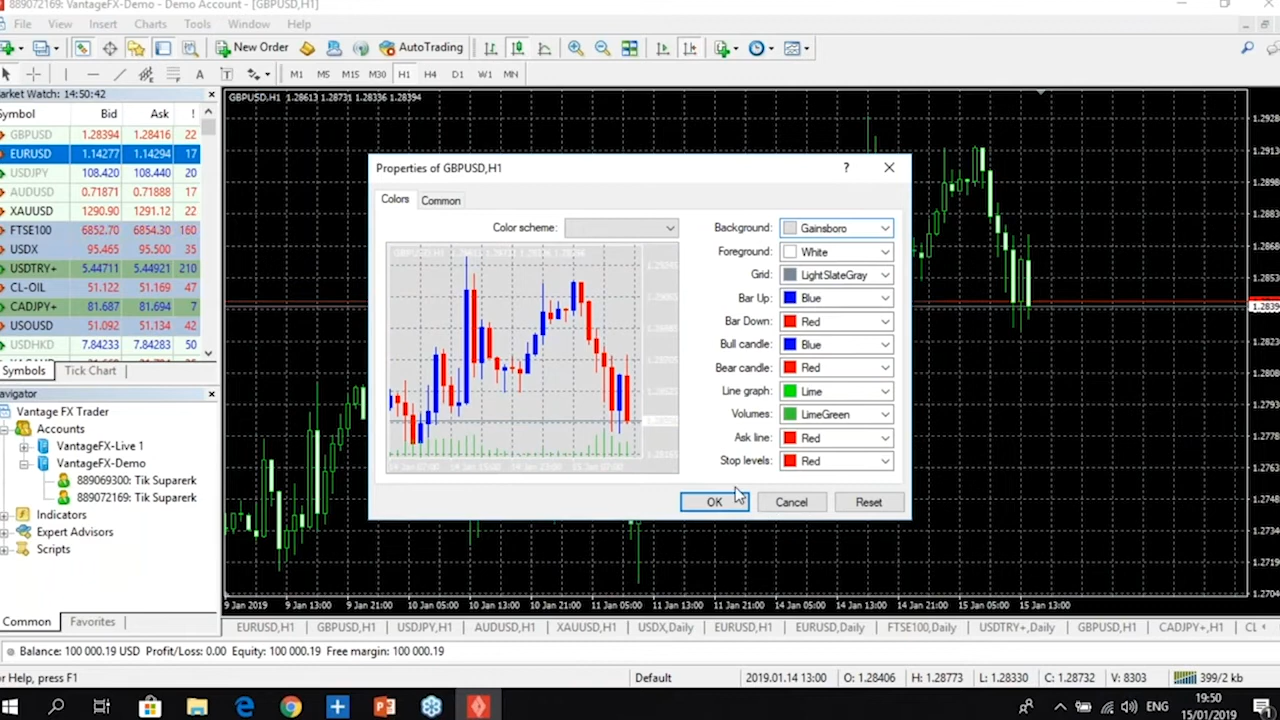 889072169: VantageFX-Demo - Demo Account - [GBPUSD,H1]
File View Insert Charts Tools Window Help
New Order AutoTrading
A T M1 M5 M15 M30 H1 H4 D1 W1 MN
arket Watch: 14:50:42
Symbol Bid Ask !
GBPUSD 1.28394 1.28416 22
EURUSD 1.14277 1.14294 17
USDJPY 108.420 108.440 20
AUDUSD 0.71871 0.71888 17
XAUUSD 1290.90 1291.12 22
FTSE100 6852.70 6854.30 160
USDX 95.465 95.500 35
USDTRY+ 5.44711 5.44921 210
CL-OIL 51.122 51.169 47
CADJPY+ 81.687 81.694 7
USOUSD 51.092 51.134 42
USDHKD 7.84233 7.84283 50
Symbols Tick Chart
avigator
Vantage FX Trader
Accounts
VantageFX-Live 1
VantageFX-Demo
889069300: Tik Suparerk
889072169: Tik Suparerk
Indicators
Expert Advisors
Scripts
Common Favorites
GBPUSD,H1 1.28613 1.28731 1.28336 1.28394
Properties of GBPUSD,H1 ?
Colors Common
Color scheme:
Background: Gainsboro
Foreground: White
Grid: LightSlateGray
Bar Up: Blue
Bar Down: Red
Bull candle: Blue
Bear candle: Red
Line graph: Lime
Volumes: LimeGreen
Ask line: Red
Stop levels: Red
OK Cancel Reset
9 Jan 2019 9 Jan 13:00 9 Jan 21:00 10 Jan 05:00 10 Jan 13:00 10 Jan 21:00 11 Jan 05:00 11 Jan 13:00 11 Jan 21:00 14 Jan 05:00 14 Jan 13:00 14 Jan 21:00 15 Jan 05:00 15 Jan 13:00
EURUSD,H1 GBPUSD,H1 USDJPY,H1 AUDUSD,H1 XAUUSD,H1 USDX,Daily EURUSD,H1 EURUSD,Daily FTSE100,Daily USDTRY+,Daily GBPUSD,H1 CADJPY+,H1 CL
Balance: 100 000.19 USD Profit/Loss: 0.00 Equity: 100 000.19 Free margin: 100 000.19
or Help, press F1 Default 2019.01.14 13:00 O: 1.28406 H: 1.28773 L: 1.28330 C: 1.28732 V: 8303 399/2 kb
ENG 19:50
15/01/2019